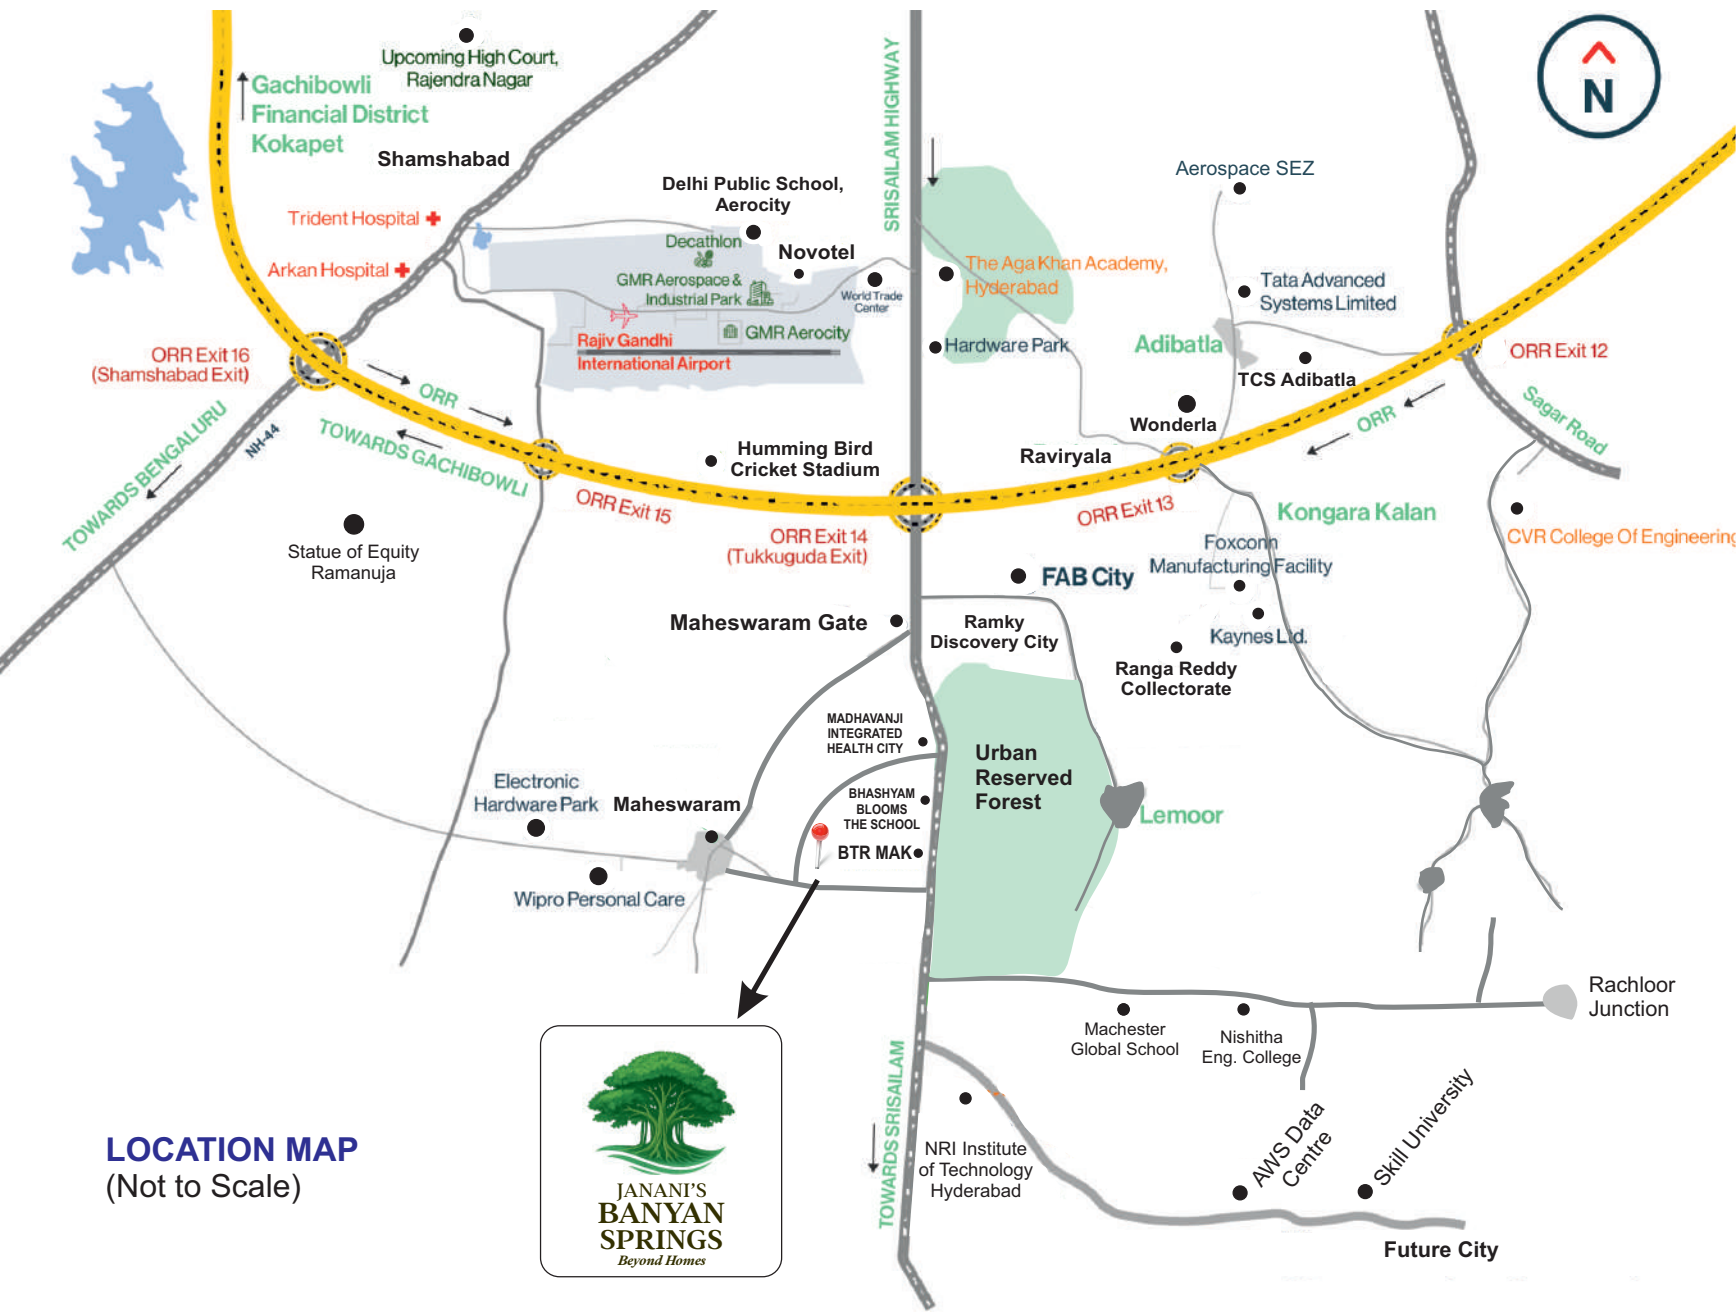 Upcoming High Court,
Rajendra Nagar
Gachibowli
Financial District
Kokapet
Shamshabad
SRISAILAM HIGHWAY
N
Trident Hospital
Arkan Hospital
Delhi Public School,
Aerocity
Decathlon
Novotel
GMR Aerospace &
Industrial Park
World Trade
Center
Rajiv Gandhi
International Airport
GMR Aerocity
The Aga Khan Academy,
Hyderabad
Hardware Park
Aerospace SEZ
Tata Advanced
Systems Limited
Adibatla
TCS Adibatla
Wonderla
ORR Exit 12
Sagar Road
ORR
ORR Exit 16
(Shamshabad Exit)
ORR
TOWARDS GACHIBOWLI
TOWARDS BENGALURU
NH-44
Humming Bird
Cricket Stadium
Raviryala
ORR Exit 15
ORR Exit 14
(Tukkuguda Exit)
ORR Exit 13
Kongara Kalan
CVR College Of Engineering
Statue of Equity
Ramanuja
FAB City
Foxconn
Manufacturing Facility
Kaynes Ltd.
Maheswaram Gate
Ramky
Discovery City
Ranga Reddy
Collectorate
MADHAVANJI
INTEGRATED
HEALTH CITY
Urban
Reserved
Forest
Electronic
Hardware Park
Maheswaram
BHASHYAM
BLOOMS
THE SCHOOL
BTR MAK
Lemoor
Wipro Personal Care
Rachloor
Junction
Machester
Global School
Nishitha
Eng. College
TOWARDS SRISAILAM
NRI Institute
of Technology
Hyderabad
AWS Data
Centre
Skill University
Future City
LOCATION MAP
(Not to Scale)
JANANI'S
BANYAN
SPRINGS
Beyond Homes